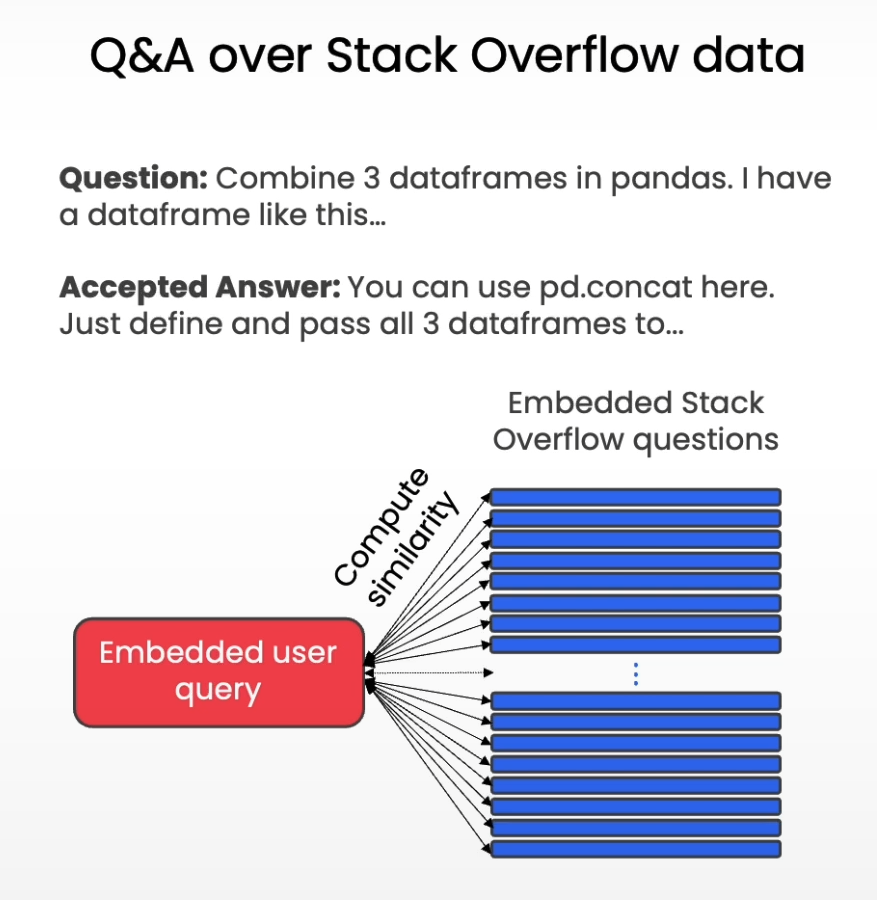 Q&A over Stack Overflow data
Question: Combine 3 dataframes in pandas. I have
a dataframe like this...
Accepted Answer: You can use pd.concat here.
Just define and pass all 3 dataframes to...
Embedded Stack
Overflow questions
Compute
similarity
Embedded user
query